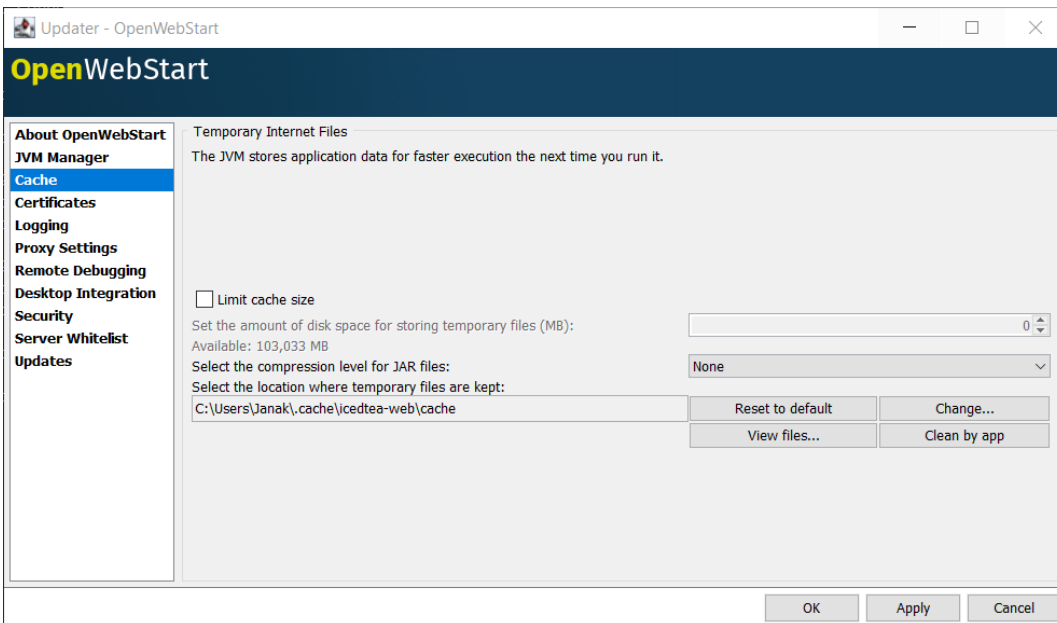 Updater - OpenWebStart
OpenWebStart
About OpenWebStart
JVM Manager
Cache
Certificates
Logging
Proxy Settings
Remote Debugging
Desktop Integration
Security
Server Whitelist
Updates
Temporary Internet Files
The JVM stores application data for faster execution the next time you run it.
Limit cache size
Set the amount of disk space for storing temporary files (MB):
0
Available: 103,033 MB
Select the compression level for JAR files:
None
Select the location where temporary files are kept:
C:\Users\Janak\.cache\icedtea-web\cache
Reset to default
Change...
View files...
Clean by app
OK
Apply
Cancel